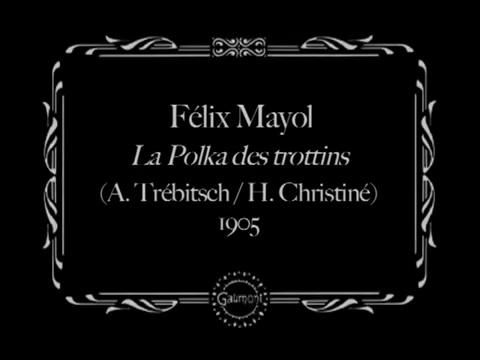 Félix Mayol
La Polka des trottins
(A. Trébitsch / H. Christiné)
1905
Gaumont